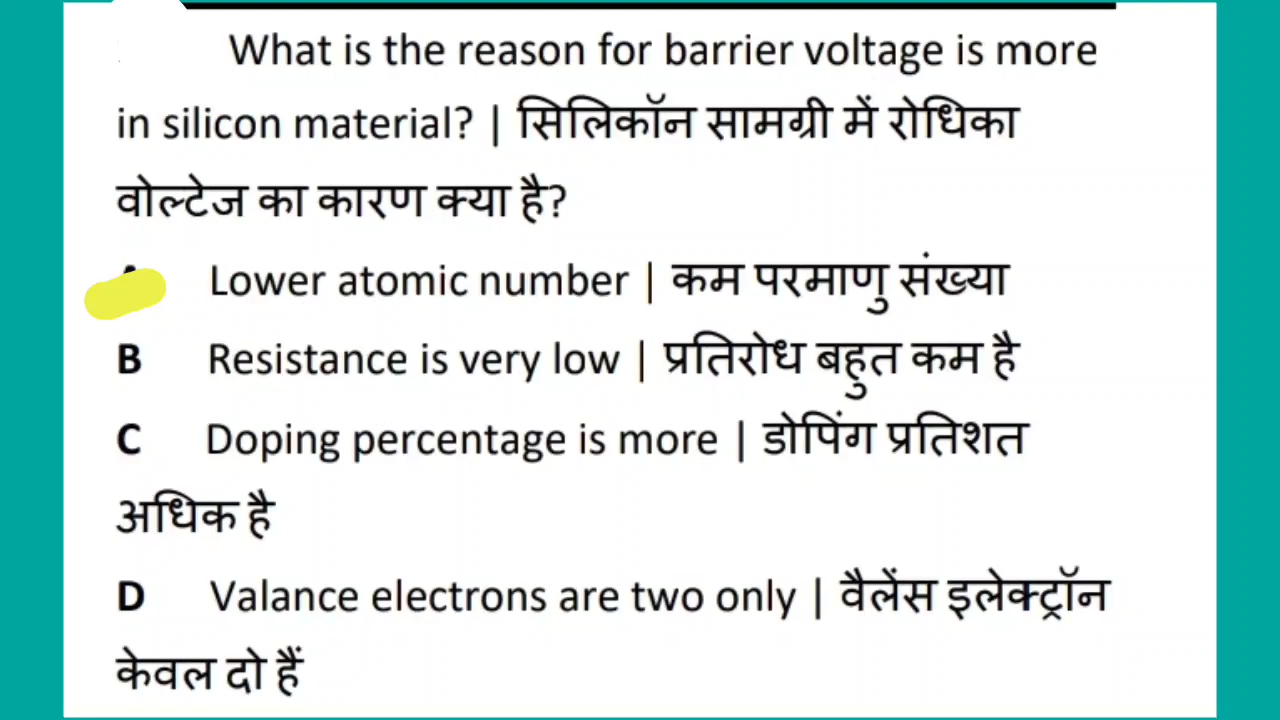 What is the reason for barrier voltage is more
in silicon material? | सिलिकॉन सामग्री में रोधिका
वोल्टेज का कारण क्या है?
Lower atomic number | कम परमाणु संख्या
B Resistance is very low | प्रतिरोध बहुत कम है
C Doping percentage is more | डोपिंग प्रतिशत
अधिक है
D Valance electrons are two only | वैलेंस इलेक्ट्रॉन
केवल दो हैं